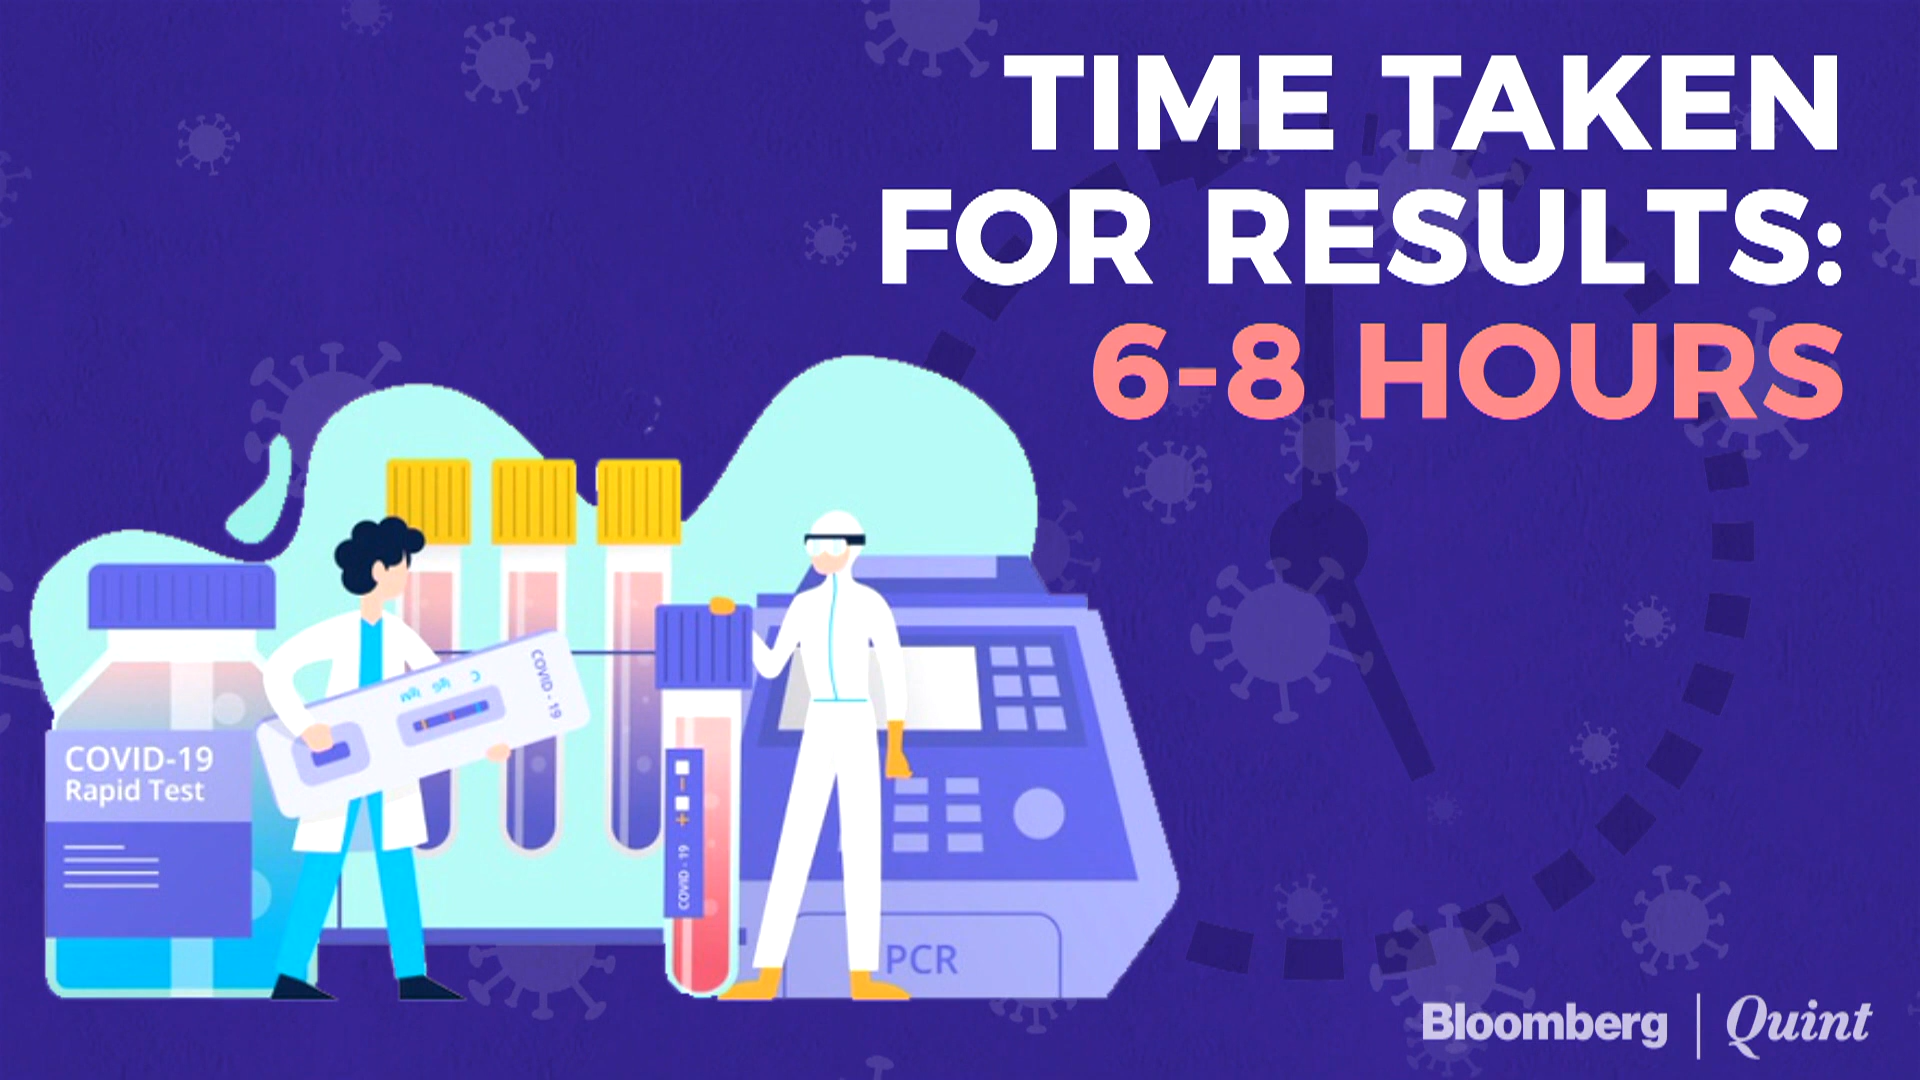 TIME TAKEN
FOR RESULTS:
6-8 HOURS
COVID - 19
COVID-19
Rapid Test
COVID - 19
PCR
Bloomberg | Quint